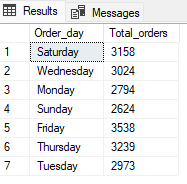 Results Messages
Order_day Total_orders
1 Saturday 3158
2 Wednesday 3024
3 Monday 2794
4 Sunday 2624
5 Friday 3538
6 Thursday 3239
7 Tuesday 2973